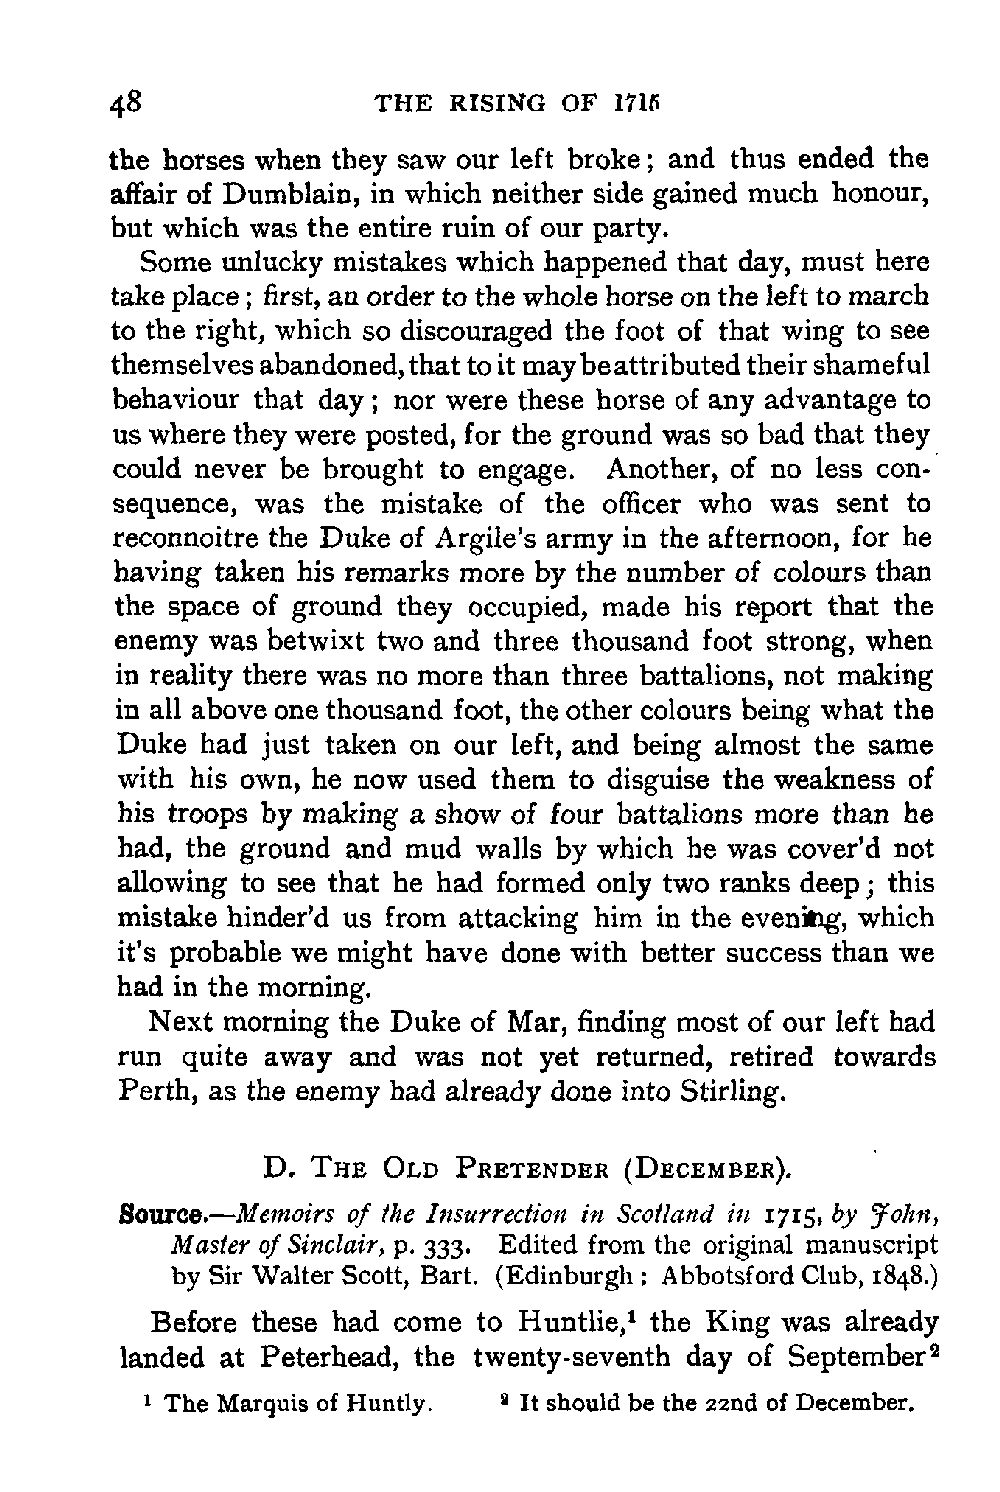 48 THE RISING OF 1715
the horses when they saw our left broke; and thus ended the
affair of Dumblain, in which neither side gained much honour,
but which was the entire ruin of our party.
Some unlucky mistakes which happened that day, must here
take place; first, an order to the whole horse on the left to march
to the right, which so discouraged the foot of that wing to see
themselves abandoned, that to it may be attributed their shameful
behaviour that day; nor were these horse of any advantage to
us where they were posted, for the ground was so bad that they
could never be brought to engage. Another, of no less con-
sequence, was the mistake of the officer who was sent to
reconnoitre the Duke of Argile's army in the afternoon, for he
having taken his remarks more by the number of colours than
the space of ground they occupied, made his report that the
enemy was betwixt two and three thousand foot strong, when
in reality there was no more than three battalions, not making
in all above one thousand foot, the other colours being what the
Duke had just taken on our left, and being almost the same
with his own, he now used them to disguise the weakness of
his troops by making a show of four battalions more than he
had, the ground and mud walls by which he was cover'd not
allowing to see that he had formed only two ranks deep; this
mistake hinder'd us from attacking him in the evening, which
it's probable we might have done with better success than we
had in the morning.
Next morning the Duke of Mar, finding most of our left had
run quite away and was not yet returned, retired towards
Perth, as the enemy had already done into Stirling.
D. THE OLD PRETENDER (DECEMBER).
Source.—Memoirs of the Insurrection in Scotland in 1715, by John,
Master of Sinclair, p. 333. Edited from the original manuscript
by Sir Walter Scott, Bart. (Edinburgh: Abbotsford Club, 1848.)
Before these had come to Huntlie,¹ the King was already
landed at Peterhead, the twenty-seventh day of September²
¹ The Marquis of Huntly. ² It should be the 22nd of December.